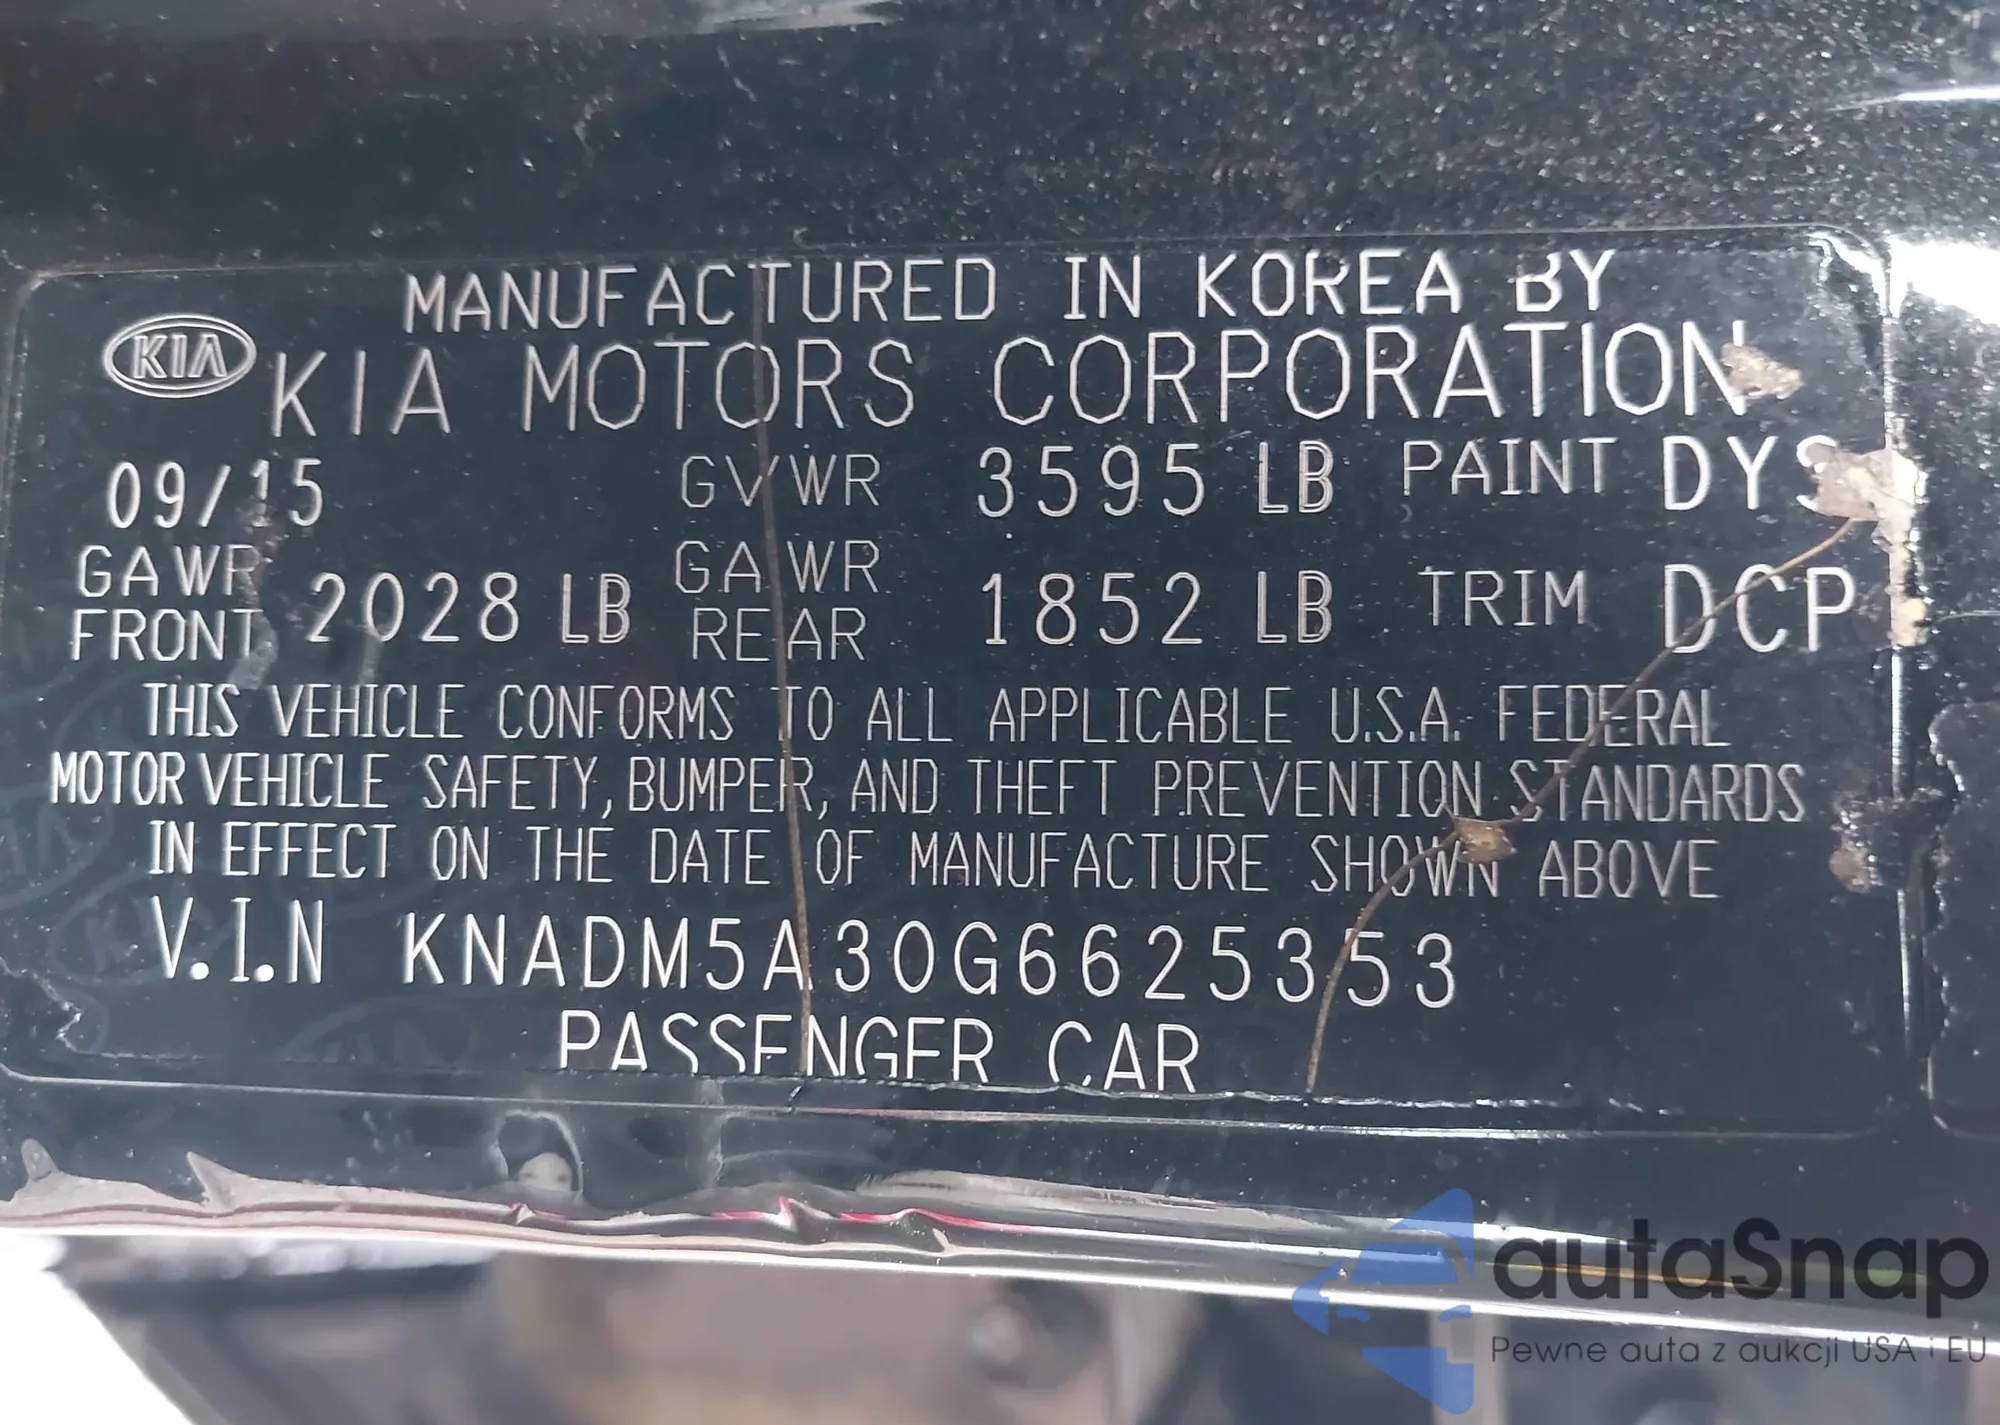 MANUFACTURED IN KOREA BY
KIA KIA MOTORS CORPORATION
09/15 GVWR 3595 LB PAINT DYS
GAWR FRONT 2028 LB GAWR REAR 1852 LB TRIM DCP
THIS VEHICLE CONFORMS TO ALL APPLICABLE U.S.A. FEDERAL
MOTOR VEHICLE SAFETY, BUMPER, AND THEFT PREVENTION STANDARDS
IN EFFECT ON THE DATE OF MANUFACTURE SHOWN ABOVE
V.I.N KNADM5A30G6625353
PASSENGER CAR
autaSnap
Pewne auta z aukcji USA i EU